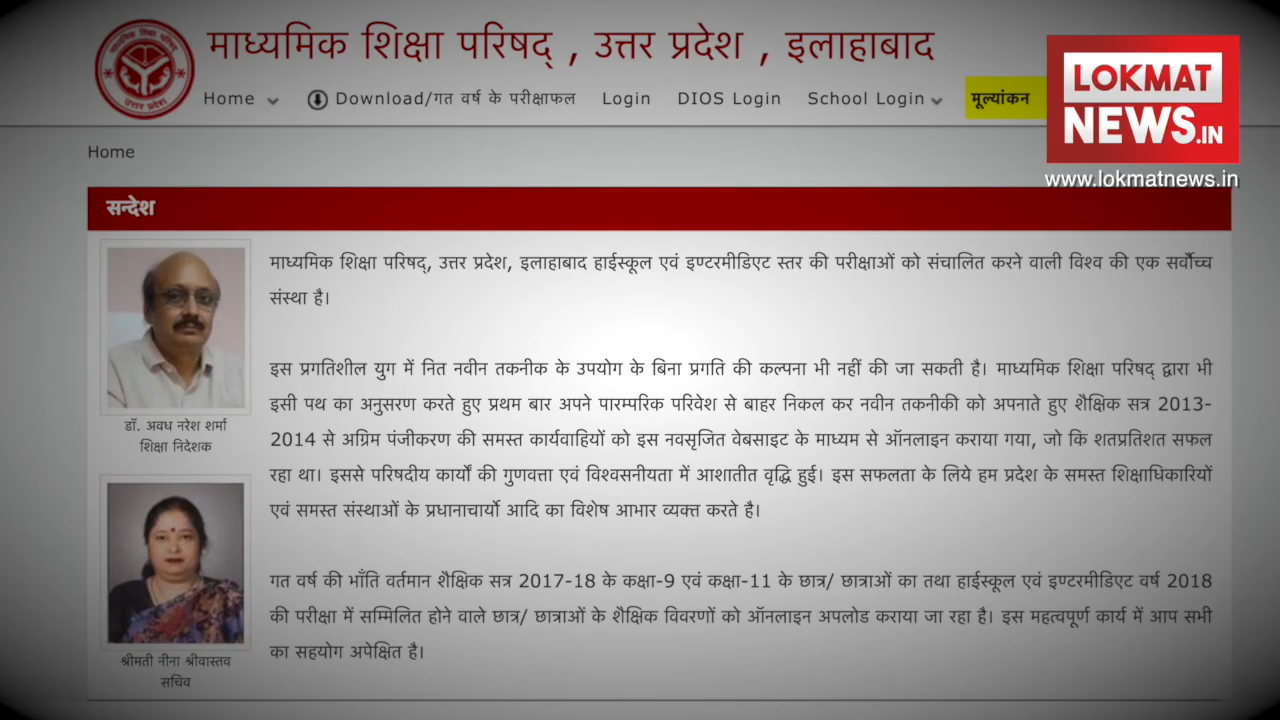 माध्यमिक शिक्षा परिषद् , उत्तर प्रदेश , इलाहाबाद
LOKMAT
NEWS.IN
www.lokmatnews.in
Home Download/गत वर्ष के परीक्षाफल Login DIOS Login School Login मूल्यांकन
Home
सन्देश
माध्यमिक शिक्षा परिषद्, उत्तर प्रदेश, इलाहाबाद हाईस्कूल एवं इण्टरमीडिएट स्तर की परीक्षाओं को संचालित करने वाली विश्व की एक सर्वोच्च
संस्था है।
इस प्रगतिशील युग में नित नवीन तकनीक के उपयोग के बिना प्रगति की कल्पना भी नहीं की जा सकती है। माध्यमिक शिक्षा परिषद् द्वारा भी
इसी पथ का अनुसरण करते हुए प्रथम बार अपने पारम्परिक परिवेश से बाहर निकल कर नवीन तकनीकी को अपनाते हुए शैक्षिक सत्र 2013-
2014 से अग्रिम पंजीकरण की समस्त कार्यवाहियों को इस नवसृजित वेबसाइट के माध्यम से ऑनलाइन कराया गया, जो कि शतप्रतिशत सफल
रहा था। इससे परिषदीय कार्यों की गुणवत्ता एवं विश्वसनीयता में आशातीत वृद्धि हुई। इस सफलता के लिये हम प्रदेश के समस्त शिक्षाधिकारियों
एवं समस्त संस्थाओं के प्रधानाचार्यो आदि का विशेष आभार व्यक्त करते है।
गत वर्ष की भाँति वर्तमान शैक्षिक सत्र 2017-18 के कक्षा-9 एवं कक्षा-11 के छात्र/ छात्राओं का तथा हाईस्कूल एवं इण्टरमीडिएट वर्ष 2018
की परीक्षा में सम्मिलित होने वाले छात्र/ छात्राओं के शैक्षिक विवरणों को ऑनलाइन अपलोड कराया जा रहा है। इस महत्वपूर्ण कार्य में आप सभी
का सहयोग अपेक्षित है।
डॉ. अवध नरेश शर्मा
शिक्षा निदेशक
श्रीमती नीना श्रीवास्तव
सचिव